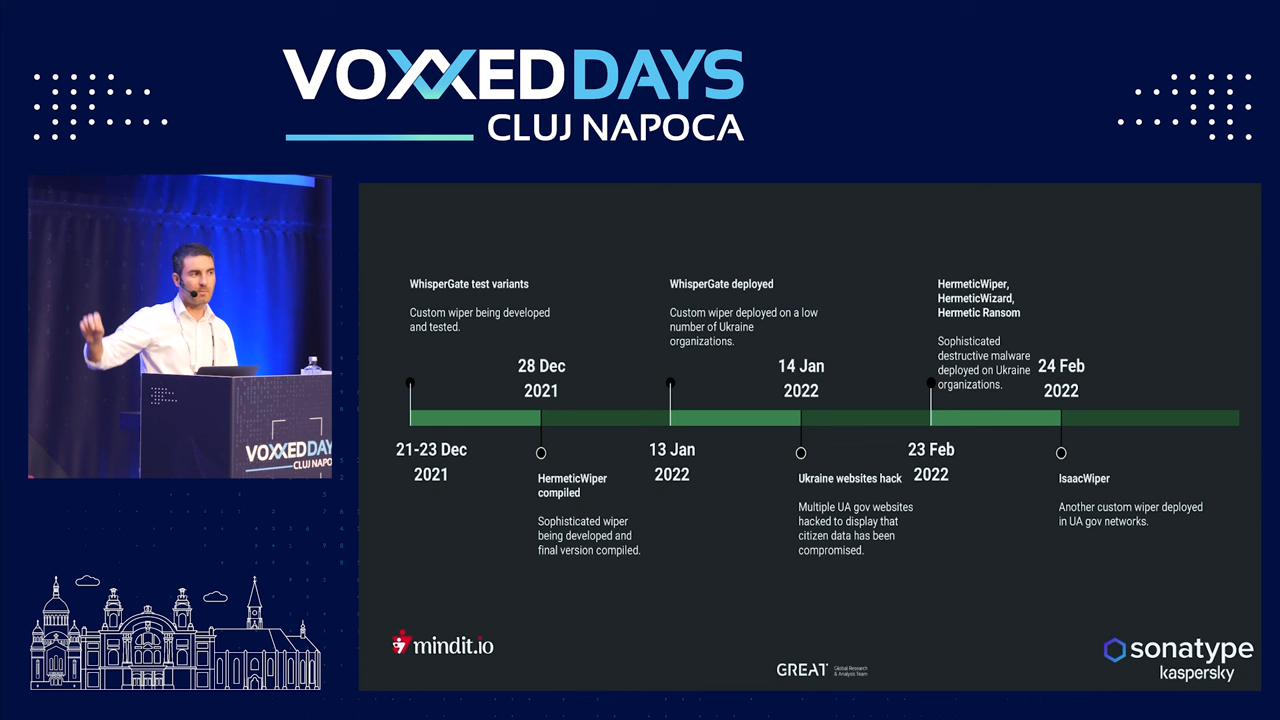 VOXXEDDAYS
CLUJ NAPOCA
VOXXEDDAY
CLUJ NAPO
WhisperGate test variants
Custom wiper being developed
and tested.
28 Dec
2021
WhisperGate deployed
Custom wiper deployed on a low
number of Ukraine
organizations.
14 Jan
2022
HermeticWiper,
HermeticWizard,
Hermetic Ransom
Sophisticated
destructive malware
deployed on Ukraine
organizations.
24 Feb
2022
21-23 Dec
2021
HermeticWiper
compiled
Sophisticated wiper
being developed and
final version compiled.
13 Jan
2022
Ukraine websites hack
Multiple UA gov websites
hacked to display that
citizen data has been
compromised.
23 Feb
2022
IsaacWiper
Another custom wiper deployed
in UA gov networks.
mindit.io
GREAT
Global Research
& Analysis Team
sonatype
kaspersky